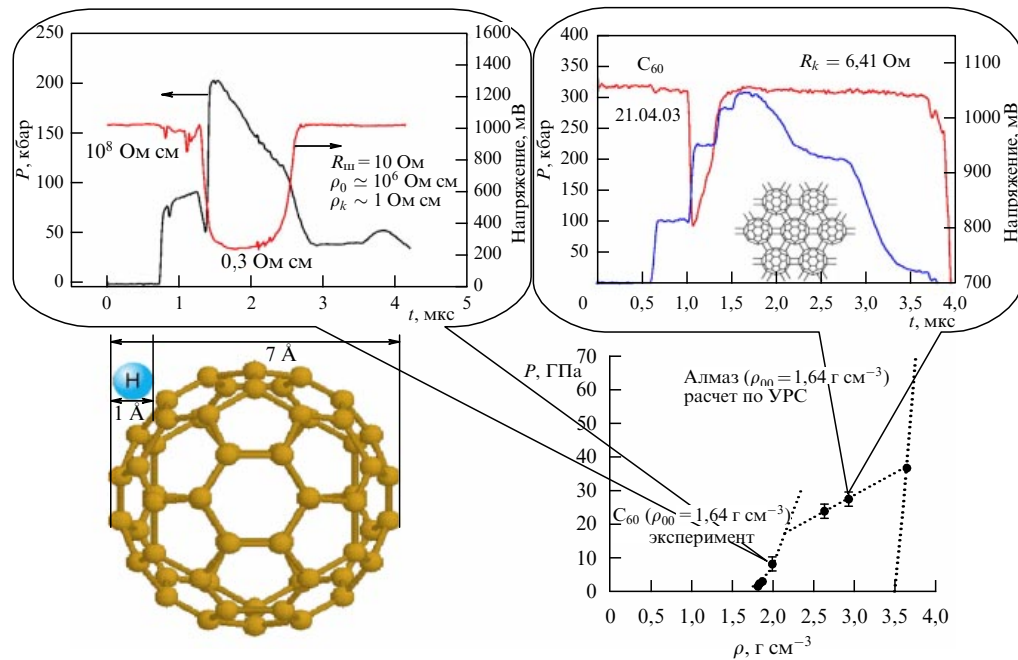 P, кбар
250
200
150
100
50
0
0
1
2
3
4
5
t, мкс
1600
1400
1200
1000
800
600
400
200
0
Напряжение, мВ
10⁸ Ом см
R_ш = 10 Ом
ρ₀ ≃ 10⁶ Ом см
ρ_k ∼ 1 Ом см
0,3 Ом см
P, кбар
400
350
300
250
200
150
100
50
0
0,5
1,0
1,5
2,0
2,5
3,0
3,5
4,0
t, мкс
1100
1000
900
800
700
Напряжение, мВ
C₆₀
R_k = 6,41 Ом
21.04.03
7 Å
H
1 Å
P, ГПа
70
60
50
40
30
20
10
0
Алмаз (ρ₀₀ = 1,64 г см⁻³)
расчет по УРС
C₆₀ (ρ₀₀ = 1,64 г см⁻³)
эксперимент
0
0,5
1,0
1,5
2,0
2,5
3,0
3,5
4,0
ρ, г см⁻³